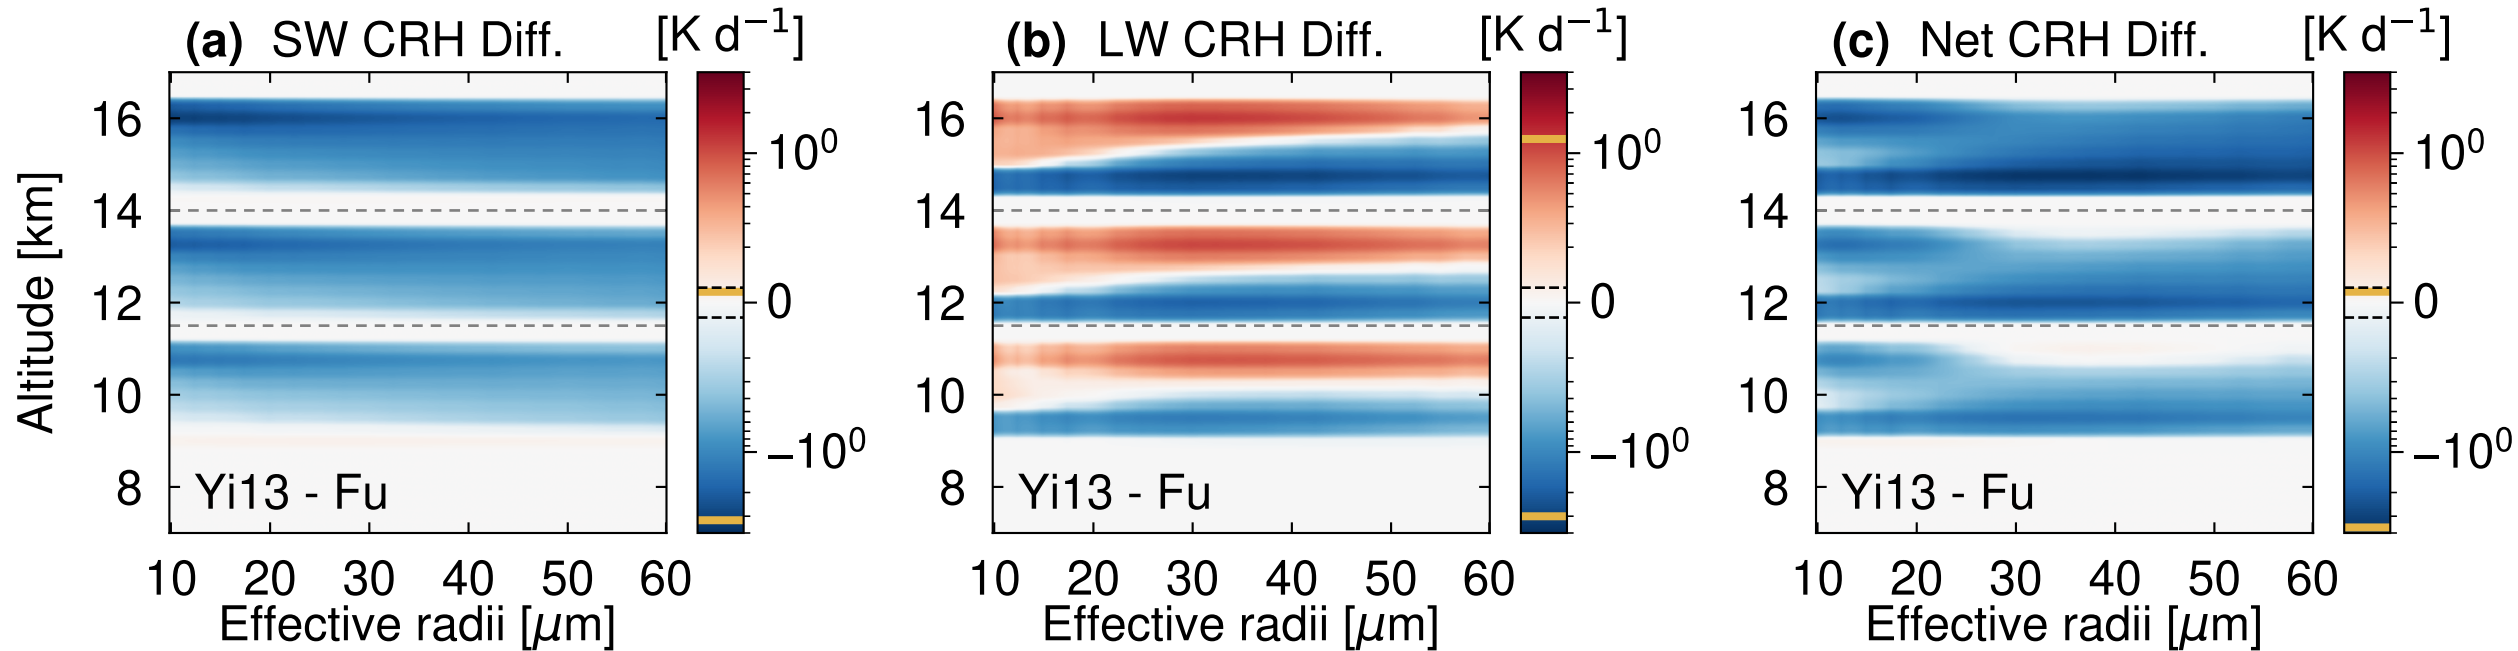 (a) SW CRH Diff. [K d⁻¹]
(b) LW CRH Diff. [K d⁻¹]
(c) Net CRH Diff. [K d⁻¹]
Altitude [km]
16
14
12
10
8
Yi13 - Fu
10 20 30 40 50 60
Effective radii [μm]
10⁰
0
−10⁰
16
14
12
10
8
Yi13 - Fu
10 20 30 40 50 60
Effective radii [μm]
10⁰
0
−10⁰
16
14
12
10
8
Yi13 - Fu
10 20 30 40 50 60
Effective radii [μm]
10⁰
0
−10⁰